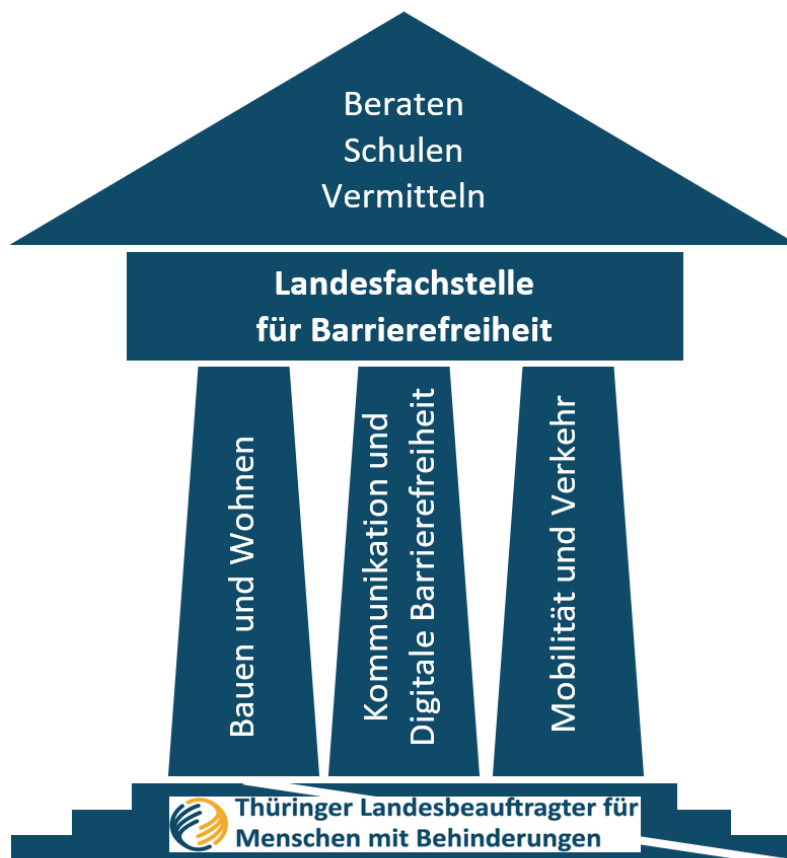 Beraten
Schulen
Vermitteln
Landesfachstelle
für Barrierefreiheit
Bauen und Wohnen
Kommunikation und
Digitale Barrierefreiheit
Mobilität und Verkehr
Thüringer Landesbeauftragter für
Menschen mit Behinderungen